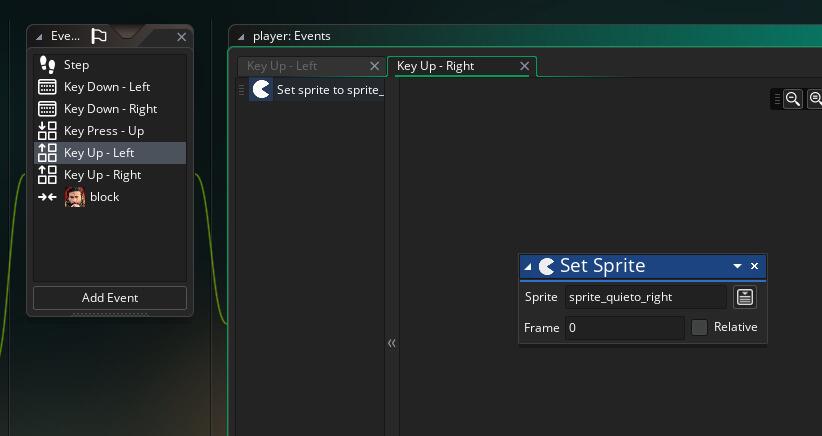 Eve...
Step
Key Down - Left
Key Down - Right
Key Press - Up
Key Up - Left
Key Up - Right
block
Add Event
player: Events
Key Up - Left
Key Up - Right
Set sprite to sprite_
Set Sprite
Sprite sprite_quieto_right
Frame 0 Relative